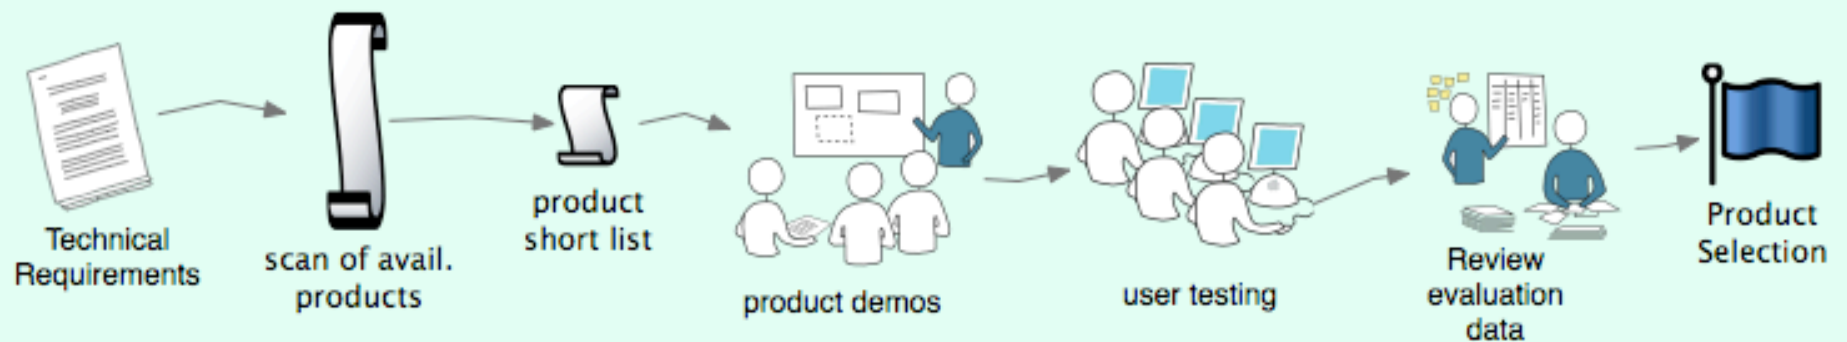 Technical
Requirements
scan of avail.
products
product
short list
product demos
user testing
Review
evaluation
data
Product
Selection